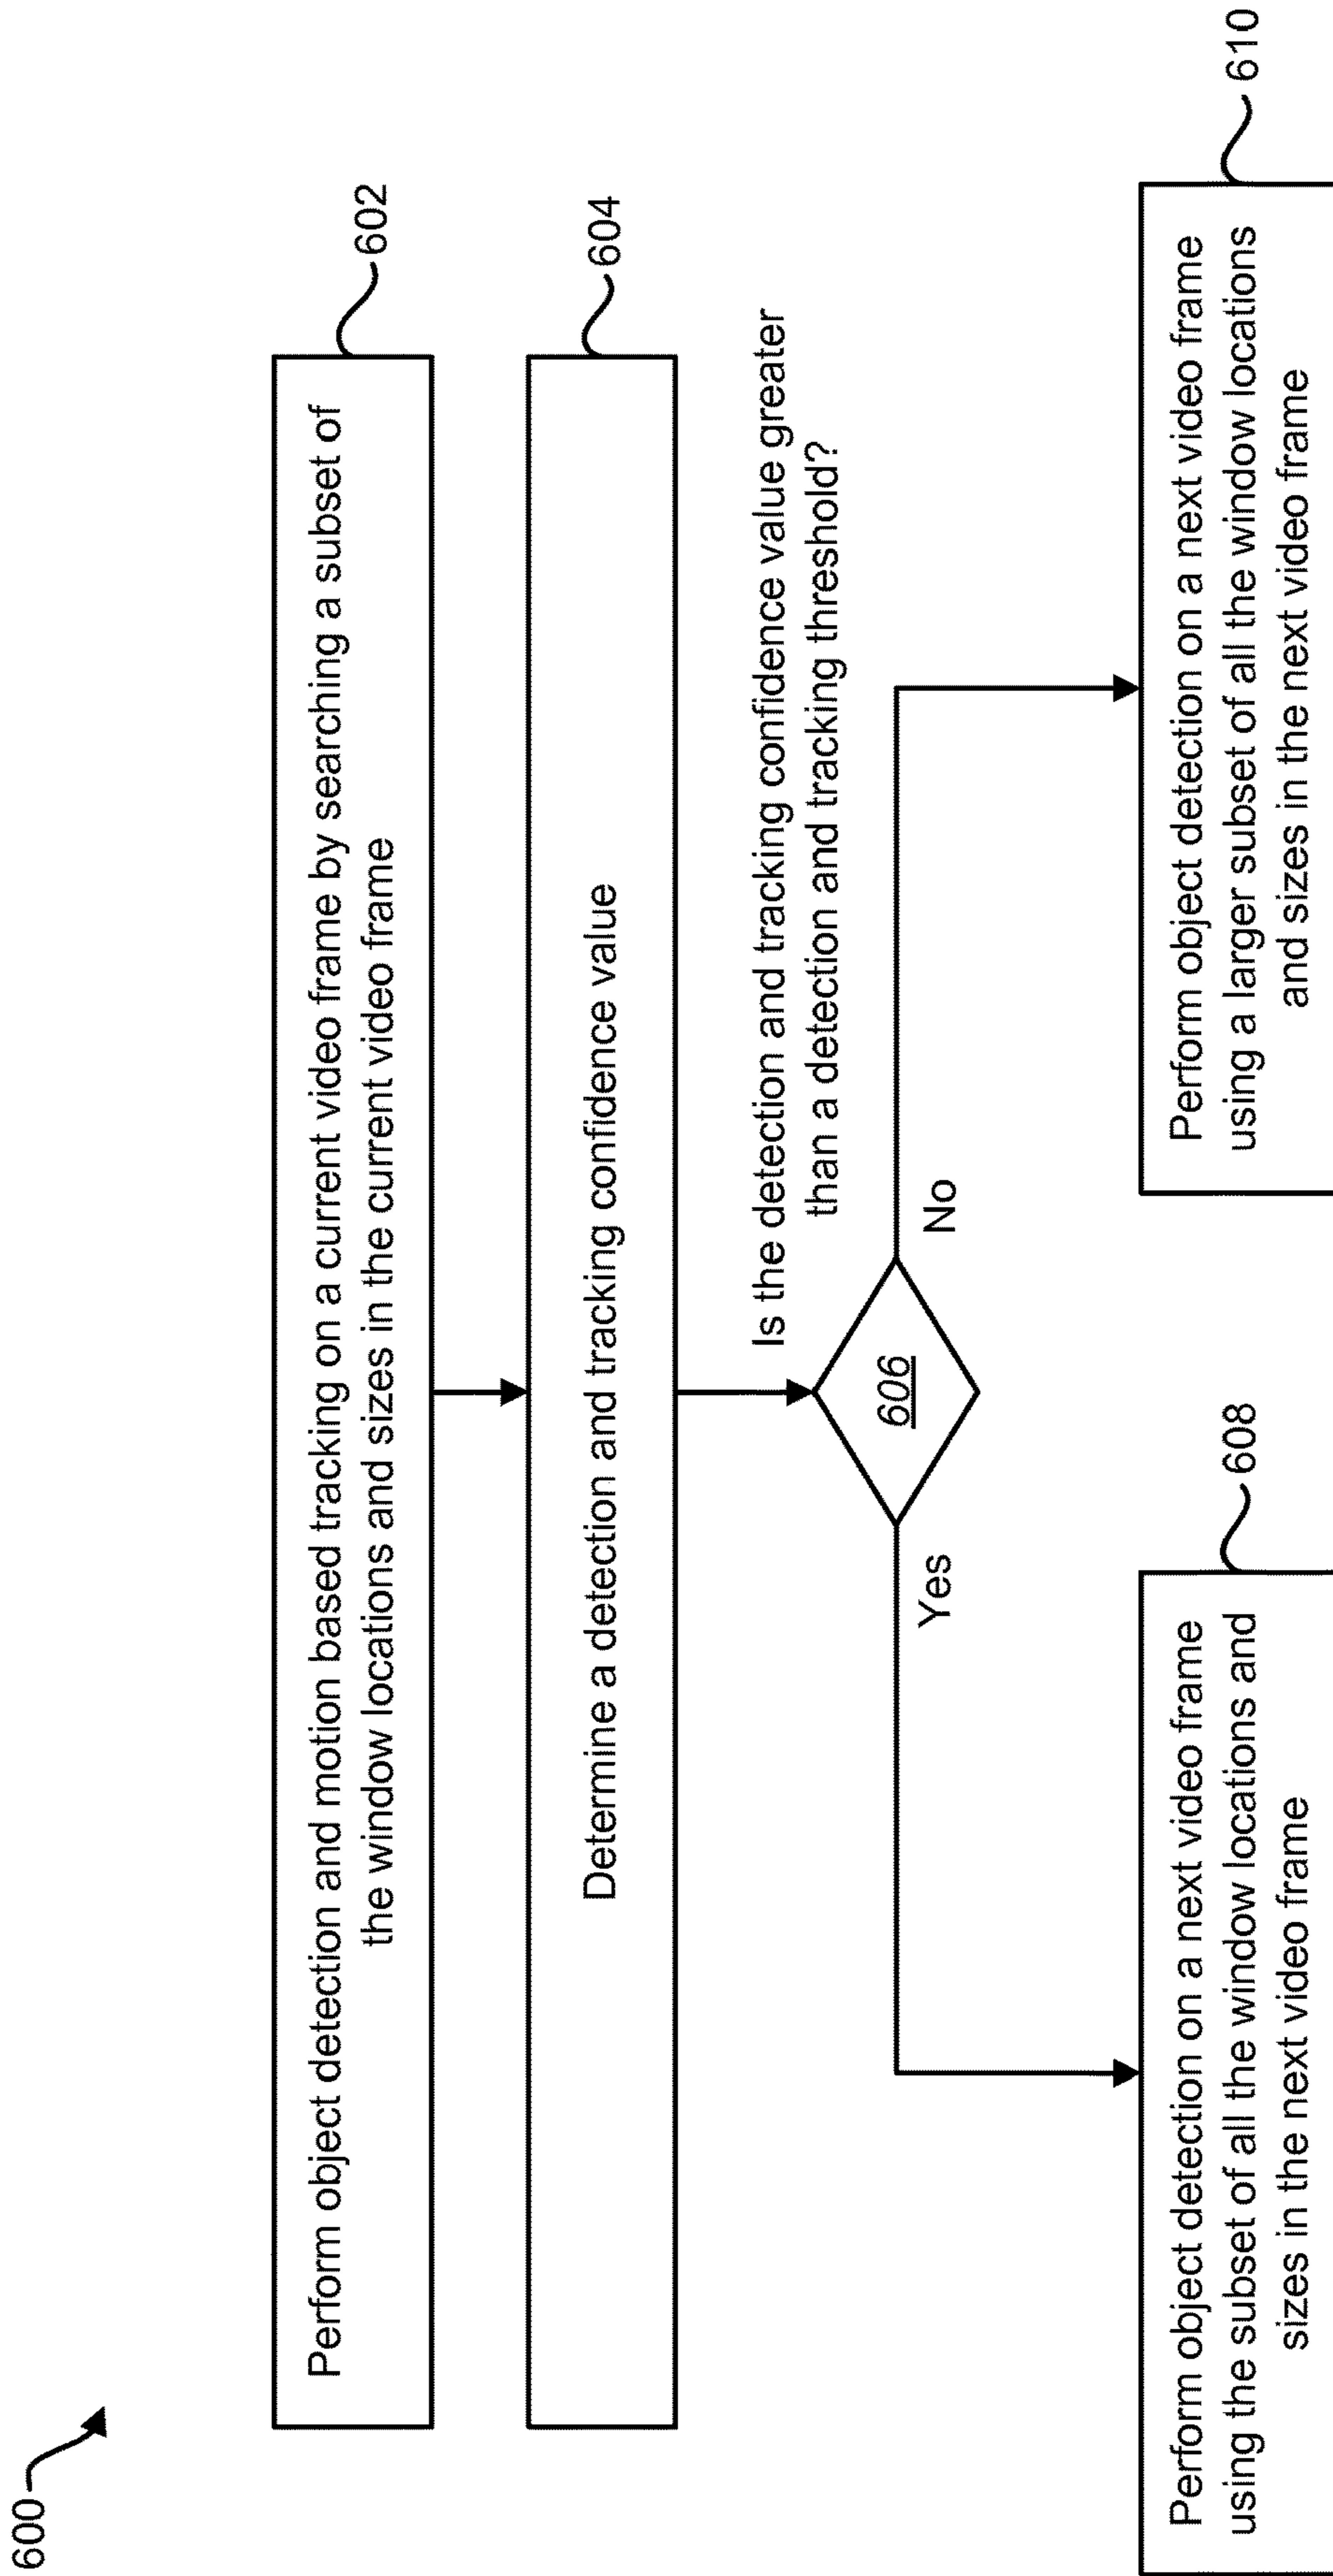 600
Perform object detection and motion based tracking on a current video frame by searching a subset of
the window locations and sizes in the current video frame
602
Determine a detection and tracking confidence value
604
Is the detection and tracking confidence value greater
than a detection and tracking threshold?
606
Yes
No
Perform object detection on a next video frame
using the subset of all the window locations and
sizes in the next video frame
608
Perform object detection on a next video frame
using a larger subset of all the window locations
and sizes in the next video frame
610